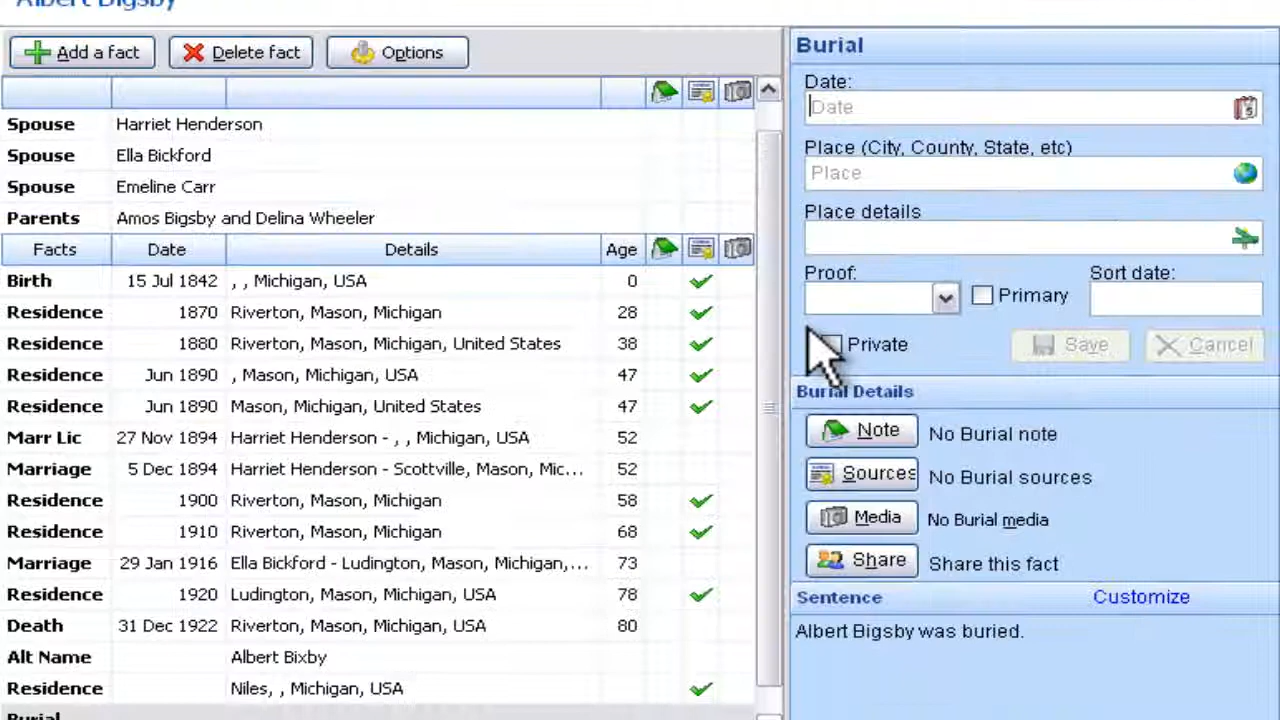 Albert Bigsby
Add a fact Delete fact Options
Spouse Harriet Henderson
Spouse Ella Bickford
Spouse Emeline Carr
Parents Amos Bigsby and Delina Wheeler
Facts Date Details Age
Birth 15 Jul 1842 , , Michigan, USA 0
Residence 1870 Riverton, Mason, Michigan 28
Residence 1880 Riverton, Mason, Michigan, United States 38
Residence Jun 1890 , Mason, Michigan, USA 47
Residence Jun 1890 Mason, Michigan, United States 47
Marr Lic 27 Nov 1894 Harriet Henderson - , , Michigan, USA 52
Marriage 5 Dec 1894 Harriet Henderson - Scottville, Mason, Mic... 52
Residence 1900 Riverton, Mason, Michigan 58
Residence 1910 Riverton, Mason, Michigan 68
Marriage 29 Jan 1916 Ella Bickford - Ludington, Mason, Michigan,... 73
Residence 1920 Ludington, Mason, Michigan, USA 78
Death 31 Dec 1922 Riverton, Mason, Michigan, USA 80
Alt Name Albert Bixby
Residence Niles, , Michigan, USA
Burial
Burial
Date:
Date
Place (City, County, State, etc)
Place
Place details
Proof: Primary Sort date:
Private Save Cancel
Burial Details
Note No Burial note
Sources No Burial sources
Media No Burial media
Share Share this fact
Sentence Customize
Albert Bigsby was buried.